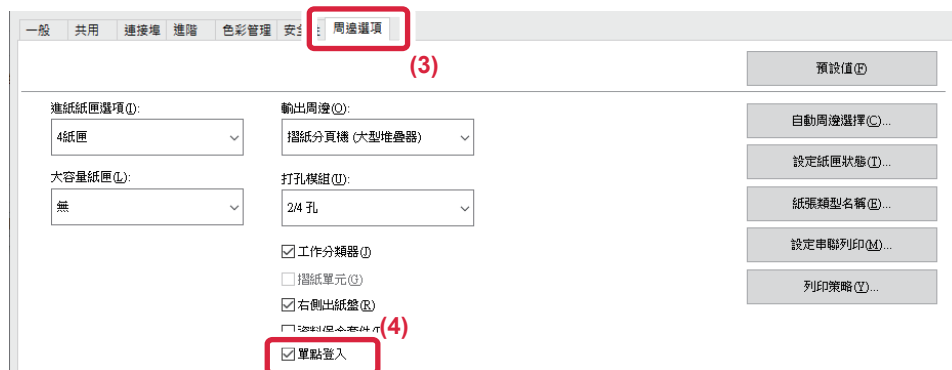 一般 共用 連接埠 進階 色彩管理 周邊選項
(3)
預設值(F)
進紙紙匣選項(I):
4紙匣
大容量紙匣(L):
無
輸出周邊(O):
摺紙分頁機 (大型堆疊器)
打孔模組(U):
2/4 孔
工作分類器(J)
摺紙單元(G)
右側出紙盤(R)
(4)
單點登入
自動周邊選擇(C)...
設定紙匣狀態(T)...
紙張類型名稱(E)...
設定串聯列印(M)...
列印策略(Y)...